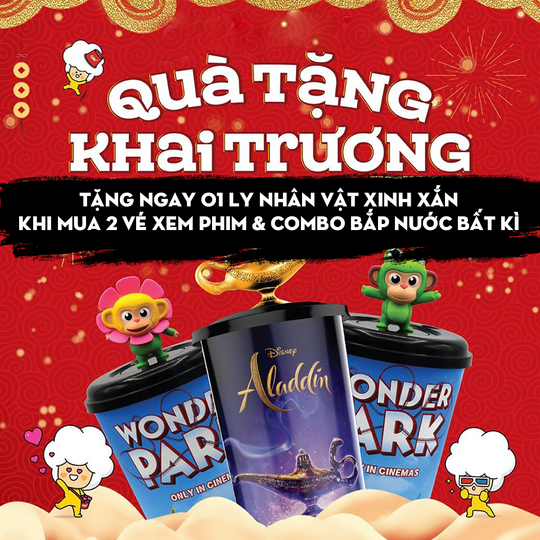 QUÀ TẶNG
KHAI TRƯƠNG
TẶNG NGAY 01 LY NHÂN VẬT XINH XẮN
KHI MUA 2 VÉ XEM PHIM & COMBO BẮP NƯỚC BẤT KÌ
WONDER
PARK
ONLY IN CINEMAS
DISNEY
Aladdin
WONDER
PARK
ONLY IN CINEMAS